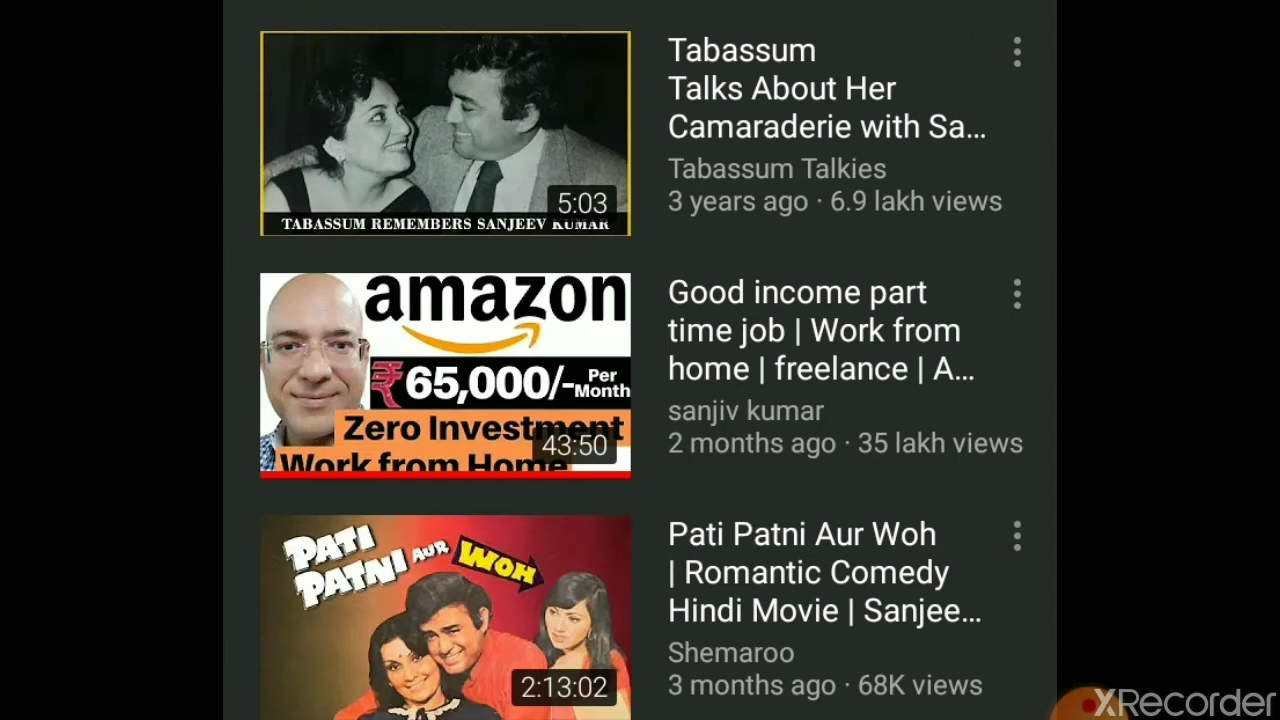 Tabassum
Talks About Her
Camaraderie with Sa...
Tabassum Talkies
3 years ago · 6.9 lakh views
5:03
TABASSUM REMEMBERS SANJEEV KUMAR
amazon
₹65,000/- Per Month
Zero Investment
43:50
Work from Home
Good income part
time job | Work from
home | freelance | A...
sanjiv kumar
2 months ago · 35 lakh views
PATI
PATNI AUR WOH
2:13:02
Pati Patni Aur Woh
| Romantic Comedy
Hindi Movie | Sanjee...
Shemaroo
3 months ago · 68K views
XRecorder